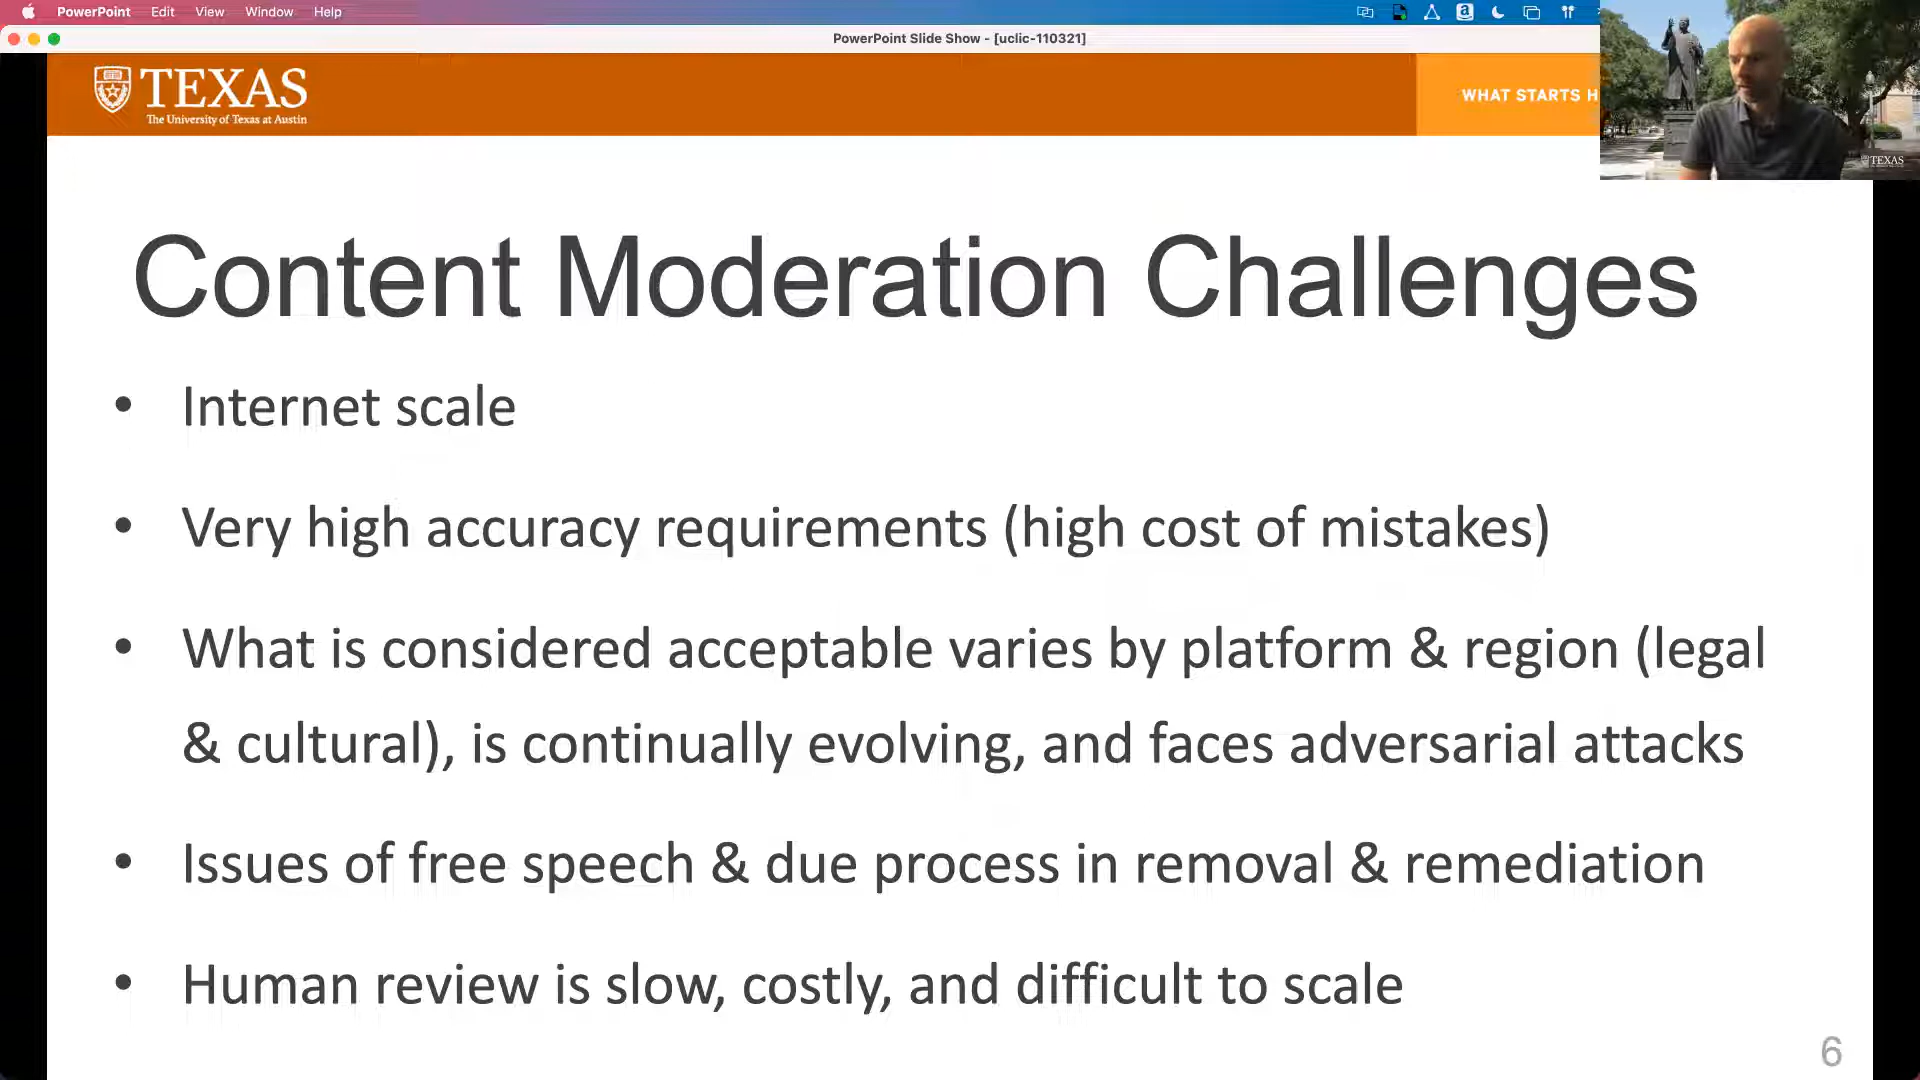 PowerPoint Edit View Window Help
PowerPoint Slide Show - [uclic-110321]
TEXAS
The University of Texas at Austin
WHAT STARTS H
TEXAS
Content Moderation Challenges
• Internet scale
• Very high accuracy requirements (high cost of mistakes)
• What is considered acceptable varies by platform & region (legal
& cultural), is continually evolving, and faces adversarial attacks
• Issues of free speech & due process in removal & remediation
• Human review is slow, costly, and difficult to scale
6